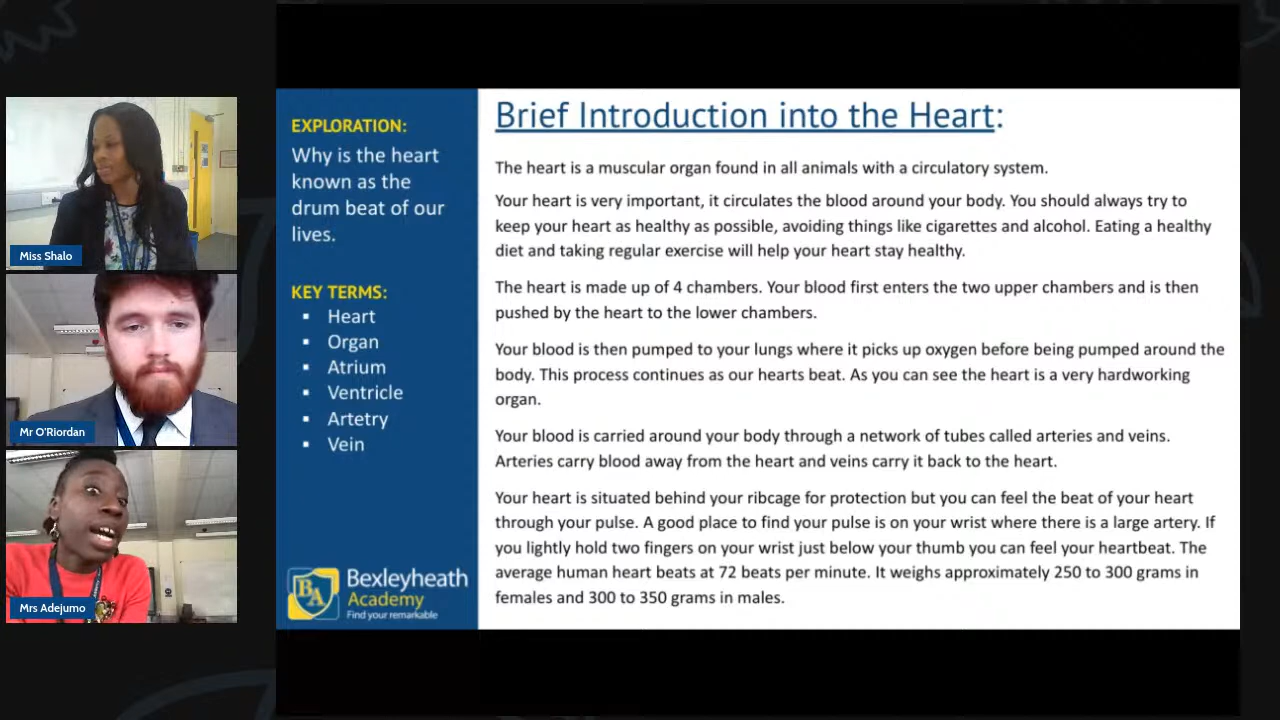 Miss Shalo
Mr O'Riordan
Mrs Adejumo
EXPLORATION:
Why is the heart
known as the
drum beat of our
lives.
KEY TERMS:
▪ Heart
▪ Organ
▪ Atrium
▪ Ventricle
▪ Artetry
▪ Vein
BA
Bexleyheath
Academy
Find your remarkable
Brief Introduction into the Heart:
The heart is a muscular organ found in all animals with a circulatory system.
Your heart is very important, it circulates the blood around your body. You should always try to
keep your heart as healthy as possible, avoiding things like cigarettes and alcohol. Eating a healthy
diet and taking regular exercise will help your heart stay healthy.
The heart is made up of 4 chambers. Your blood first enters the two upper chambers and is then
pushed by the heart to the lower chambers.
Your blood is then pumped to your lungs where it picks up oxygen before being pumped around the
body. This process continues as our hearts beat. As you can see the heart is a very hardworking
organ.
Your blood is carried around your body through a network of tubes called arteries and veins.
Arteries carry blood away from the heart and veins carry it back to the heart.
Your heart is situated behind your ribcage for protection but you can feel the beat of your heart
through your pulse. A good place to find your pulse is on your wrist where there is a large artery. If
you lightly hold two fingers on your wrist just below your thumb you can feel your heartbeat. The
average human heart beats at 72 beats per minute. It weighs approximately 250 to 300 grams in
females and 300 to 350 grams in males.